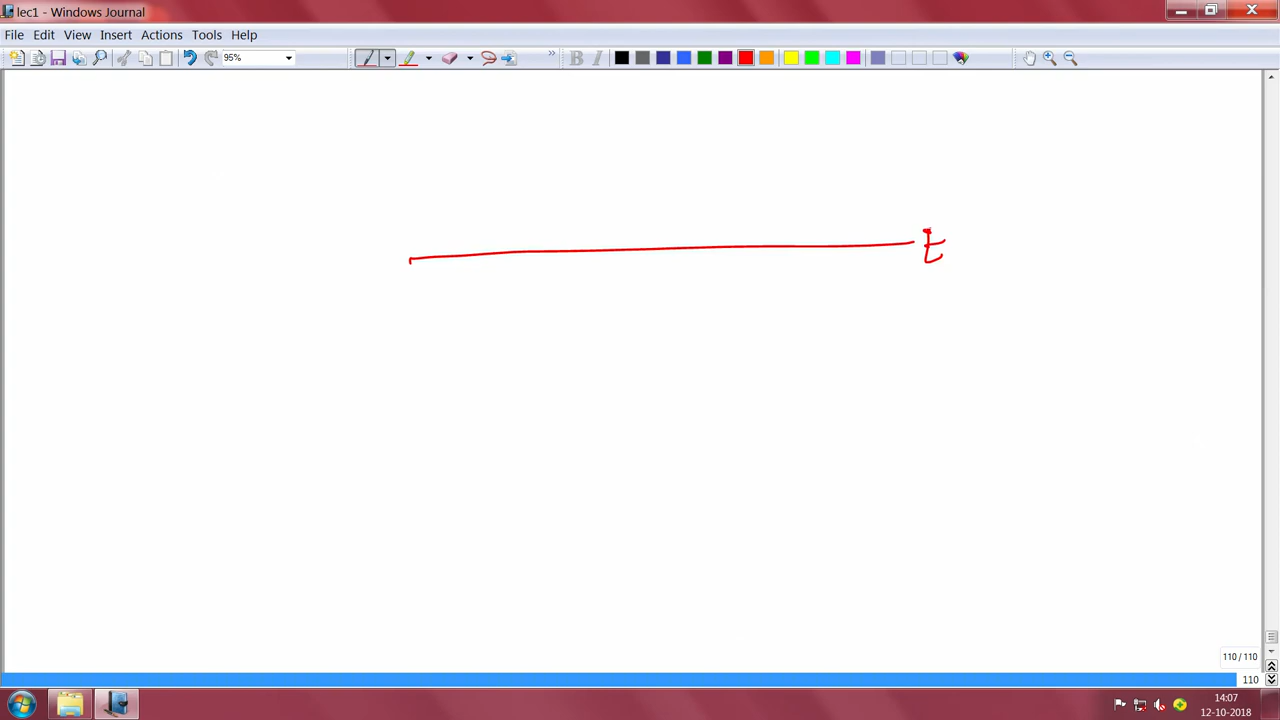 lec1 - Windows Journal
File Edit View Insert Actions Tools Help
95% B I
t
110 / 110
110
14:07
12-10-2018